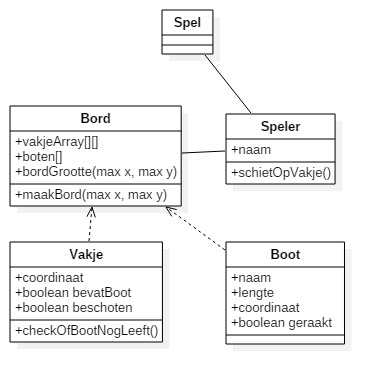 Spel
Bord
+vakjeArray[][]
+boten[]
+bordGrootte(max x, max y)
+maakBord(max x, max y)
Speler
+naam
+schietOpVakje()
Vakje
+coordinaat
+boolean bevatBoot
+boolean beschoten
+checkOfBootNogLeeft()
Boot
+naam
+lengte
+coordinaat
+boolean geraakt